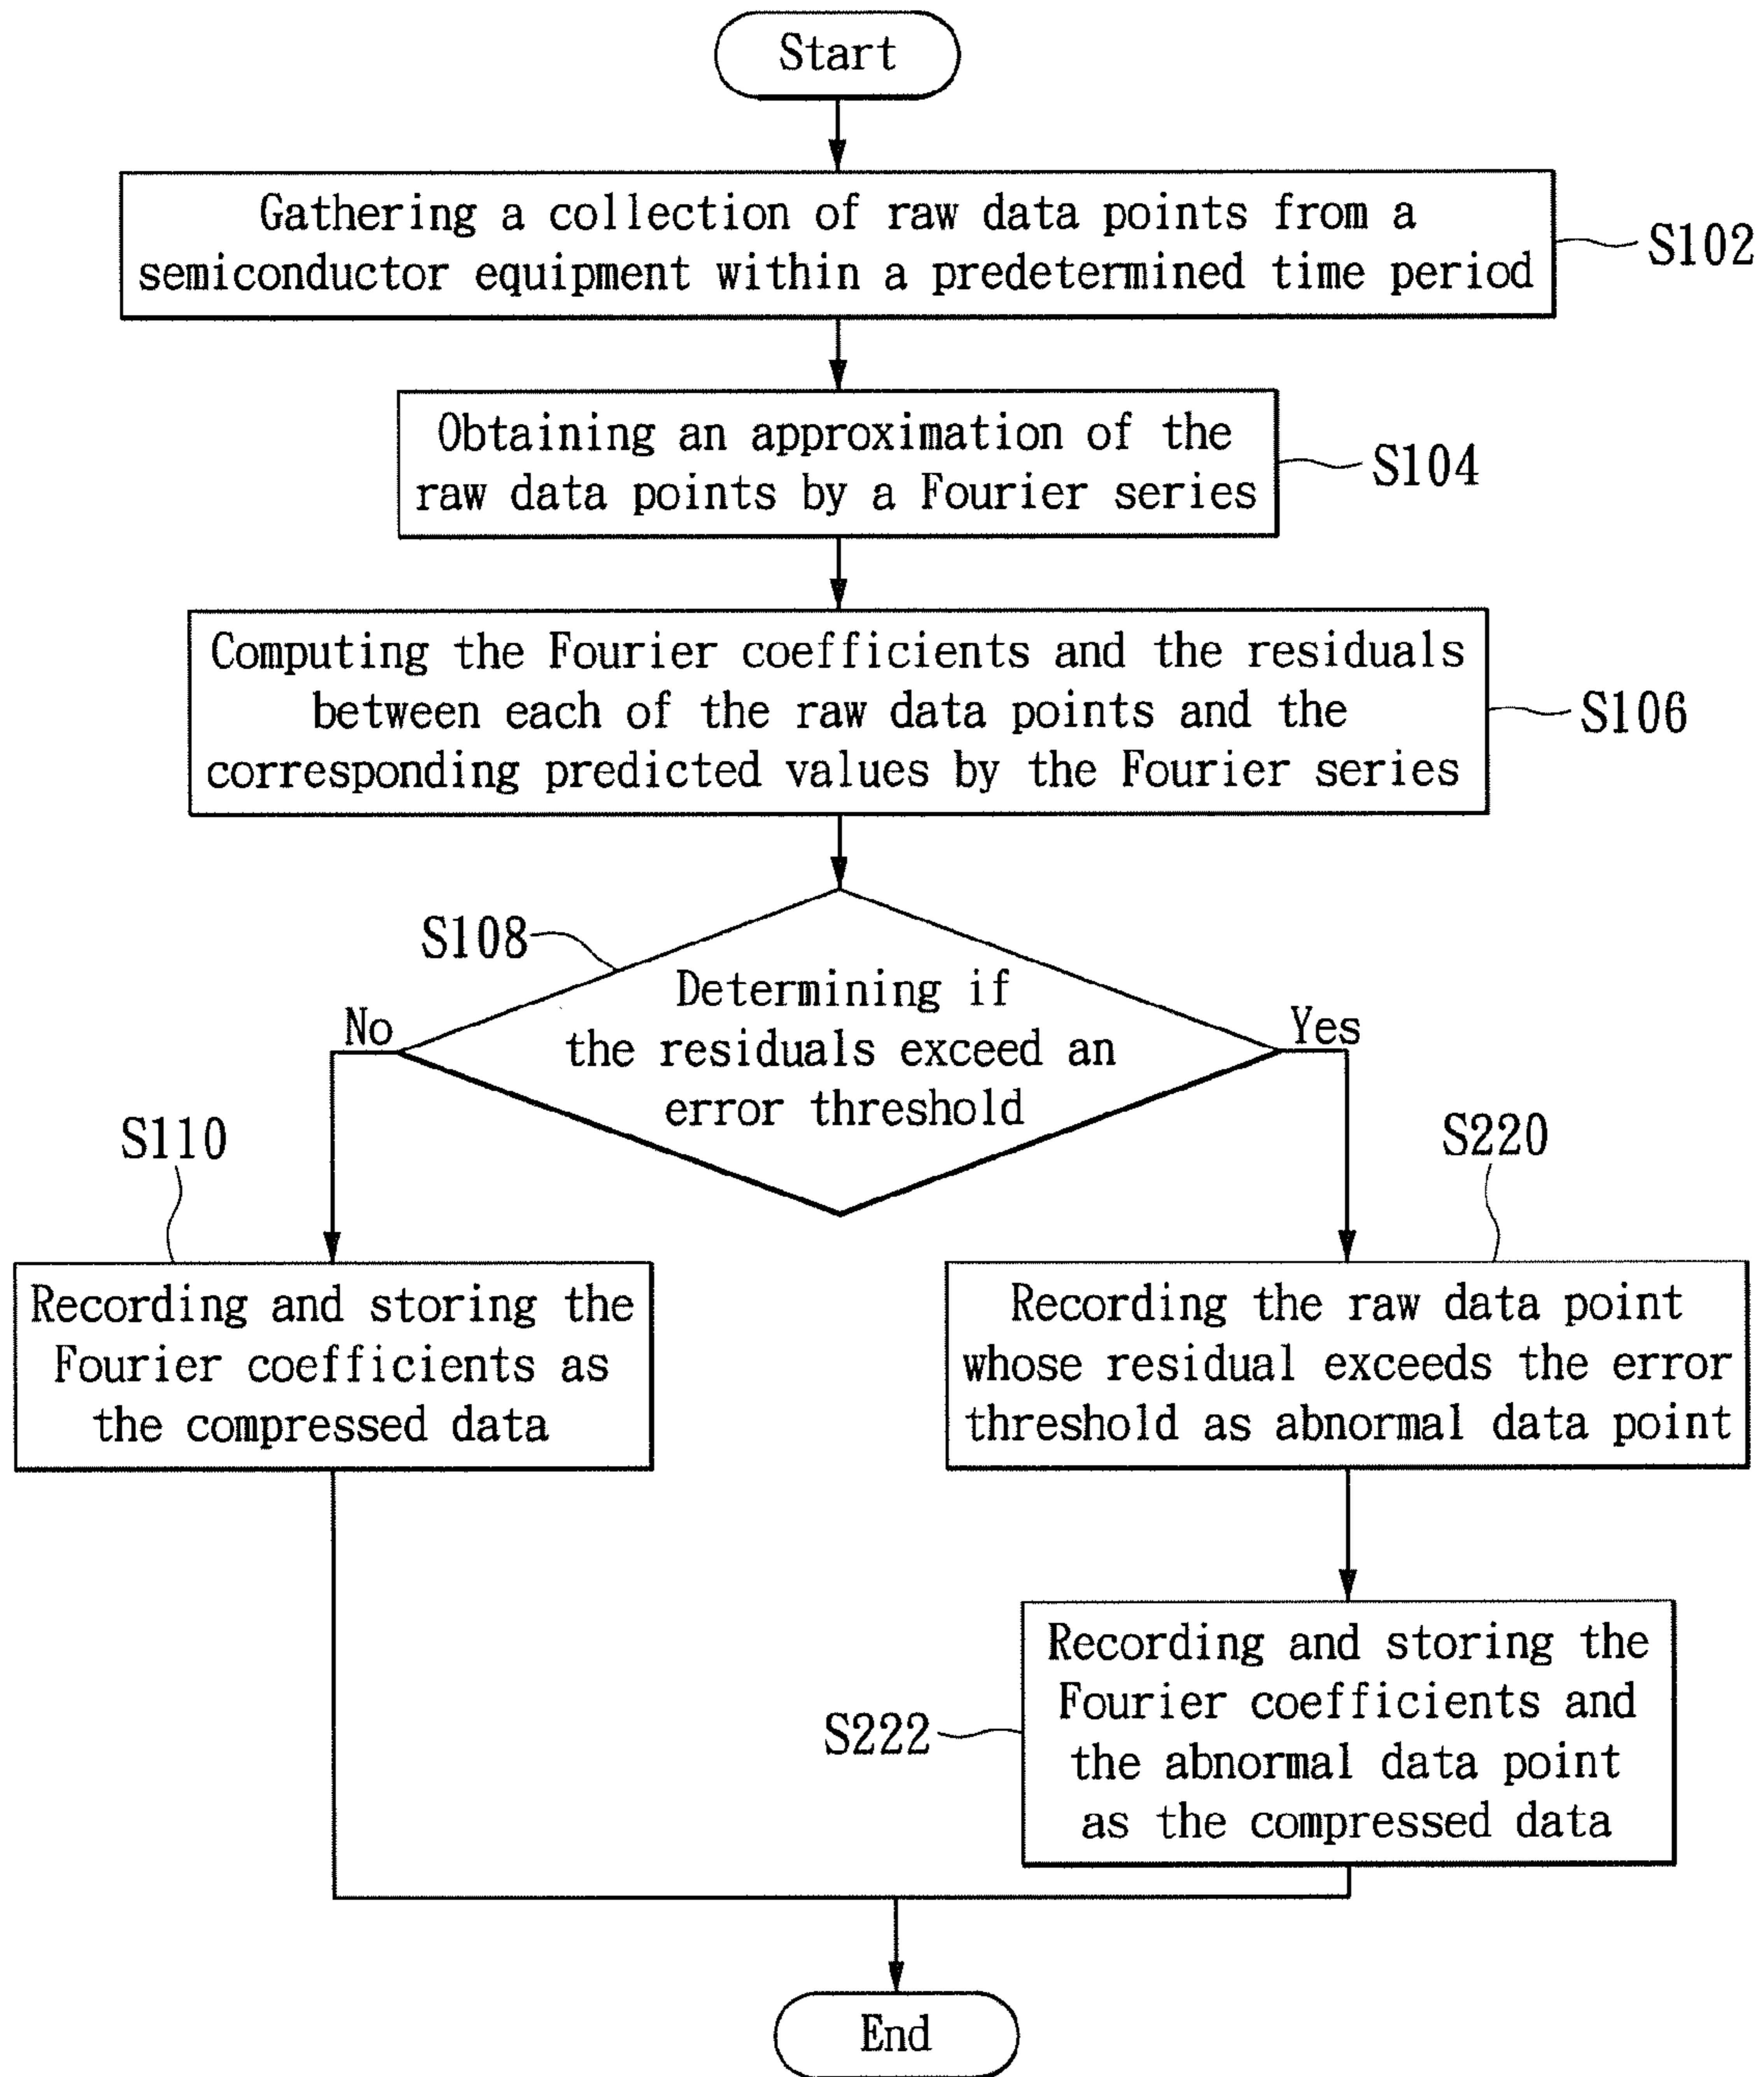 Start
Gathering a collection of raw data points from a
semiconductor equipment within a predetermined time period
S102
Obtaining an approximation of the
raw data points by a Fourier series
S104
Computing the Fourier coefficients and the residuals
between each of the raw data points and the
corresponding predicted values by the Fourier series
S106
S108
Determining if
the residuals exceed an
error threshold
No
Yes
S110
S220
Recording and storing the
Fourier coefficients as
the compressed data
Recording the raw data point
whose residual exceeds the error
threshold as abnormal data point
S222
Recording and storing the
Fourier coefficients and
the abnormal data point
as the compressed data
End